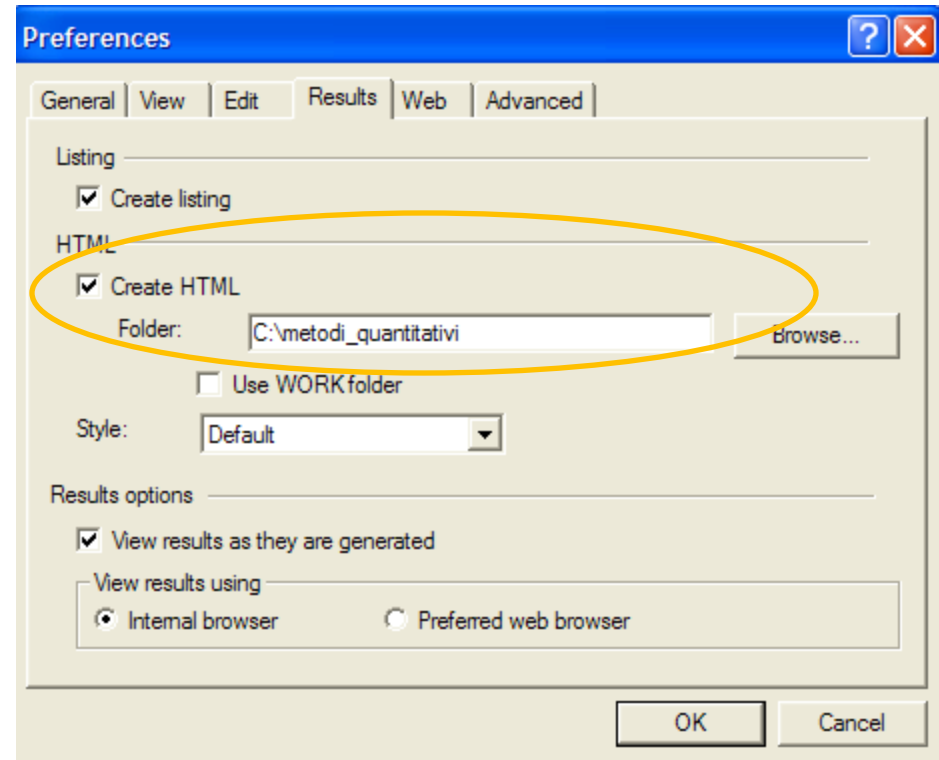 Preferences
General View Edit Results Web Advanced
Listing
Create listing
HTML
Create HTML
Folder: C:\metodi_quantitativi Browse...
Use WORK folder
Style: Default
Results options
View results as they are generated
View results using
Internal browser Preferred web browser
OK Cancel